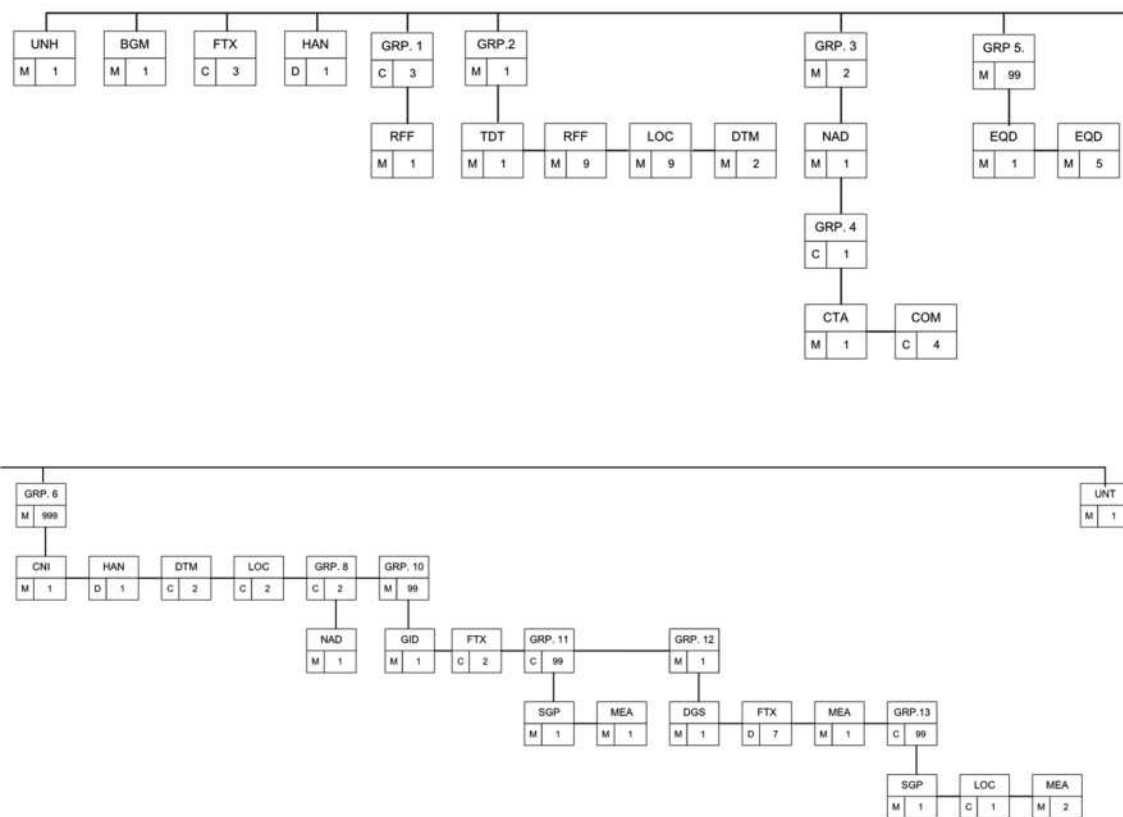 UNH BGM FTX HAN GRP. 1 GRP.2 GRP. 3 GRP 5.
M 1 M 1 C 3 D 1 C 3 M 1 M 2 M 99
RFF TDT RFF LOC DTM NAD EQD EQD
M 1 M 1 M 9 M 9 M 2 M 1 M 1 M 5
GRP. 4
C 1
CTA COM
M 1 C 4
GRP. 6 UNT
M 999 M 1
CNI HAN DTM LOC GRP. 8 GRP. 10
M 1 D 1 C 2 C 2 C 2 M 99
NAD GID FTX GRP. 11 GRP. 12
M 1 M 1 C 2 C 99 M 1
SGP MEA DGS FTX MEA GRP.13
M 1 M 1 M 1 D 7 M 1 C 99
SGP LOC MEA
M 1 C 1 M 2